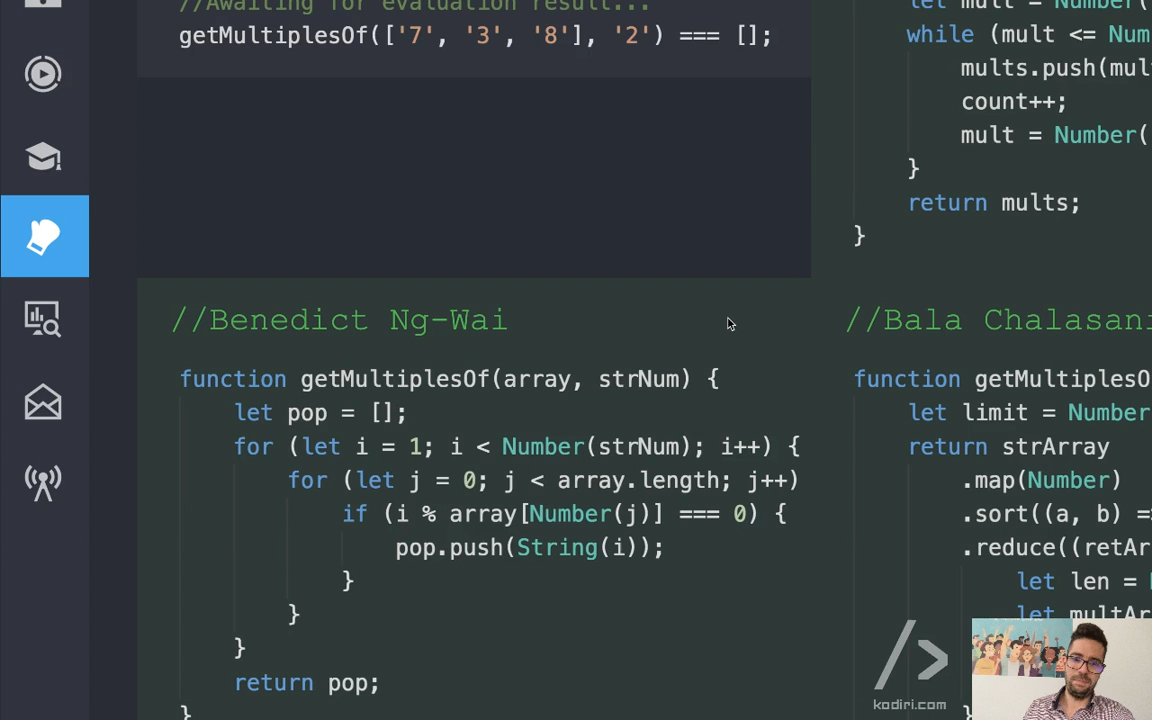 //Awaiting for evaluation result...
getMultiplesOf(['7', '3', '8'], '2') === [];
//Benedict Ng-Wai
function getMultiplesOf(array, strNum) {
let pop = [];
for (let i = 1; i < Number(strNum); i++) {
for (let j = 0; j < array.length; j++)
if (i % array[Number(j)] === 0) {
pop.push(String(i));
}
}
}
return pop;
}
let mult = Number(
while (mult <= Num
mults.push(mul
count++;
mult = Number(
}
return mults;
}
//Bala Chalasani
function getMultiplesO
let limit = Number
return strArray
.map(Number)
.sort((a, b) =
.reduce((retAr
let len =
let multAr
}
/>
kodiri.com